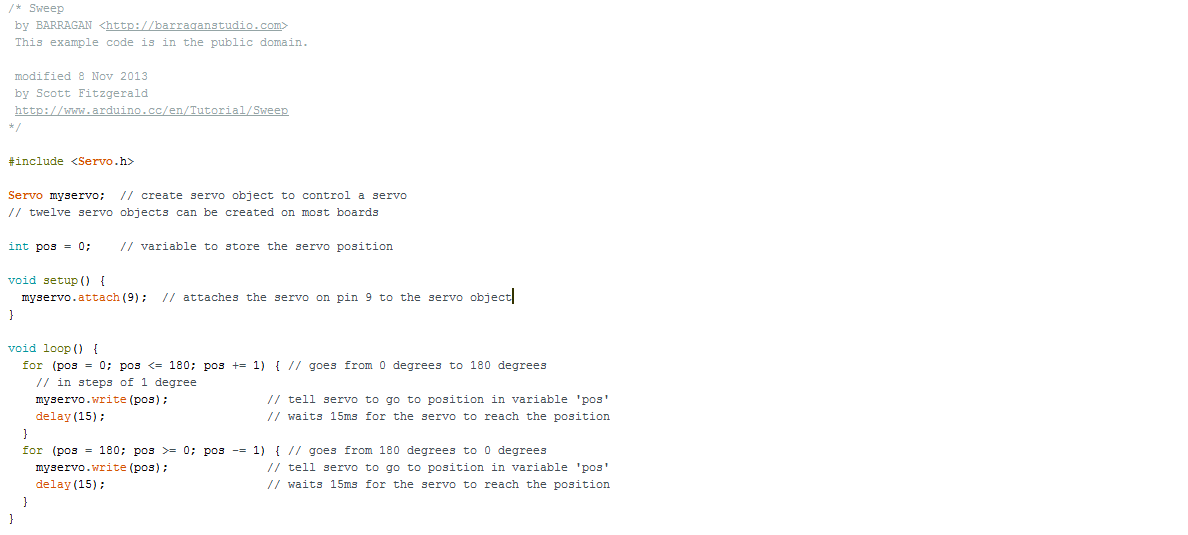 /* Sweep
 by BARRAGAN <http://barraganstudio.com>
 This example code is in the public domain.

 modified 8 Nov 2013
 by Scott Fitzgerald
 http://www.arduino.cc/en/Tutorial/Sweep
*/

#include <Servo.h>

Servo myservo;  // create servo object to control a servo
// twelve servo objects can be created on most boards

int pos = 0;    // variable to store the servo position

void setup() {
  myservo.attach(9);  // attaches the servo on pin 9 to the servo object
}

void loop() {
  for (pos = 0; pos <= 180; pos += 1) { // goes from 0 degrees to 180 degrees
    // in steps of 1 degree
    myservo.write(pos);              // tell servo to go to position in variable 'pos'
    delay(15);                       // waits 15ms for the servo to reach the position
  }
  for (pos = 180; pos >= 0; pos -= 1) { // goes from 180 degrees to 0 degrees
    myservo.write(pos);              // tell servo to go to position in variable 'pos'
    delay(15);                       // waits 15ms for the servo to reach the position
  }
}